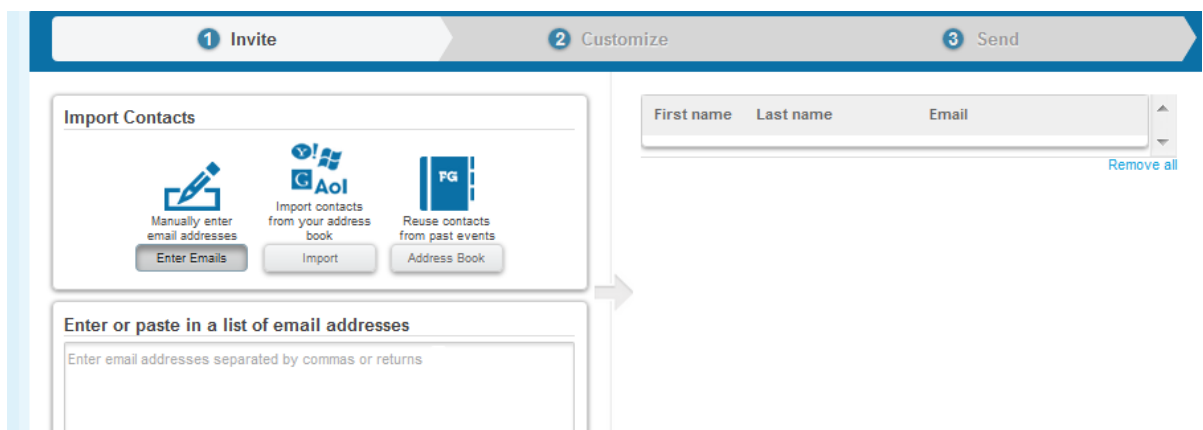 1 Invite
2 Customize
3 Send
Import Contacts
Y! 
G Aol
FG
Manually enter
email addresses
Import contacts
from your address
book
Reuse contacts
from past events
Enter Emails
Import
Address Book
Enter or paste in a list of email addresses
Enter email addresses separated by commas or returns
First name Last name Email
Remove all